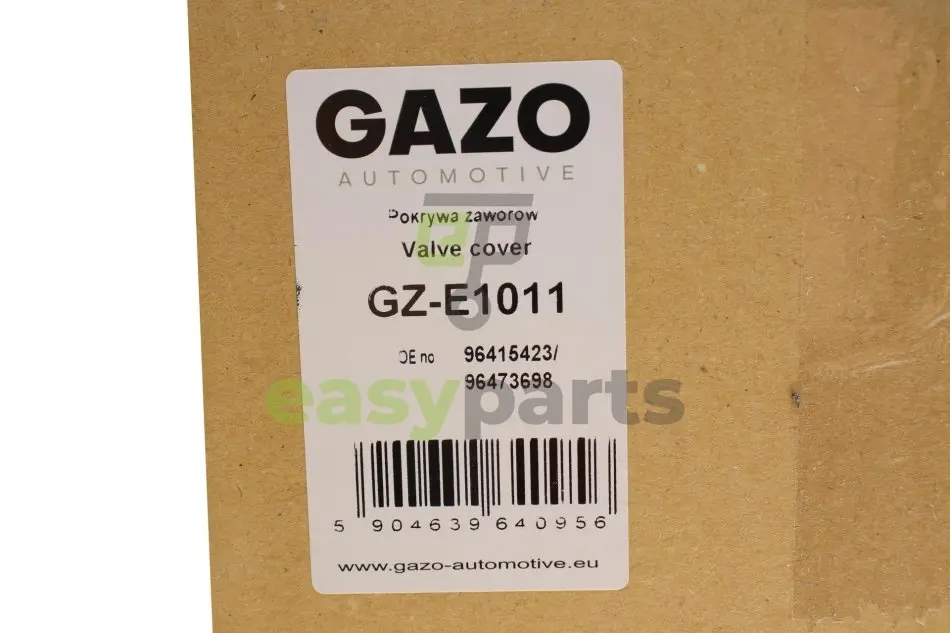 GAZO
AUTOMOTIVE
Pokrywa zaworow
Valve cover
GZ-E1011
OE no 96415423/
96473698
easyparts
5 904639 640956
www.gazo-automotive.eu